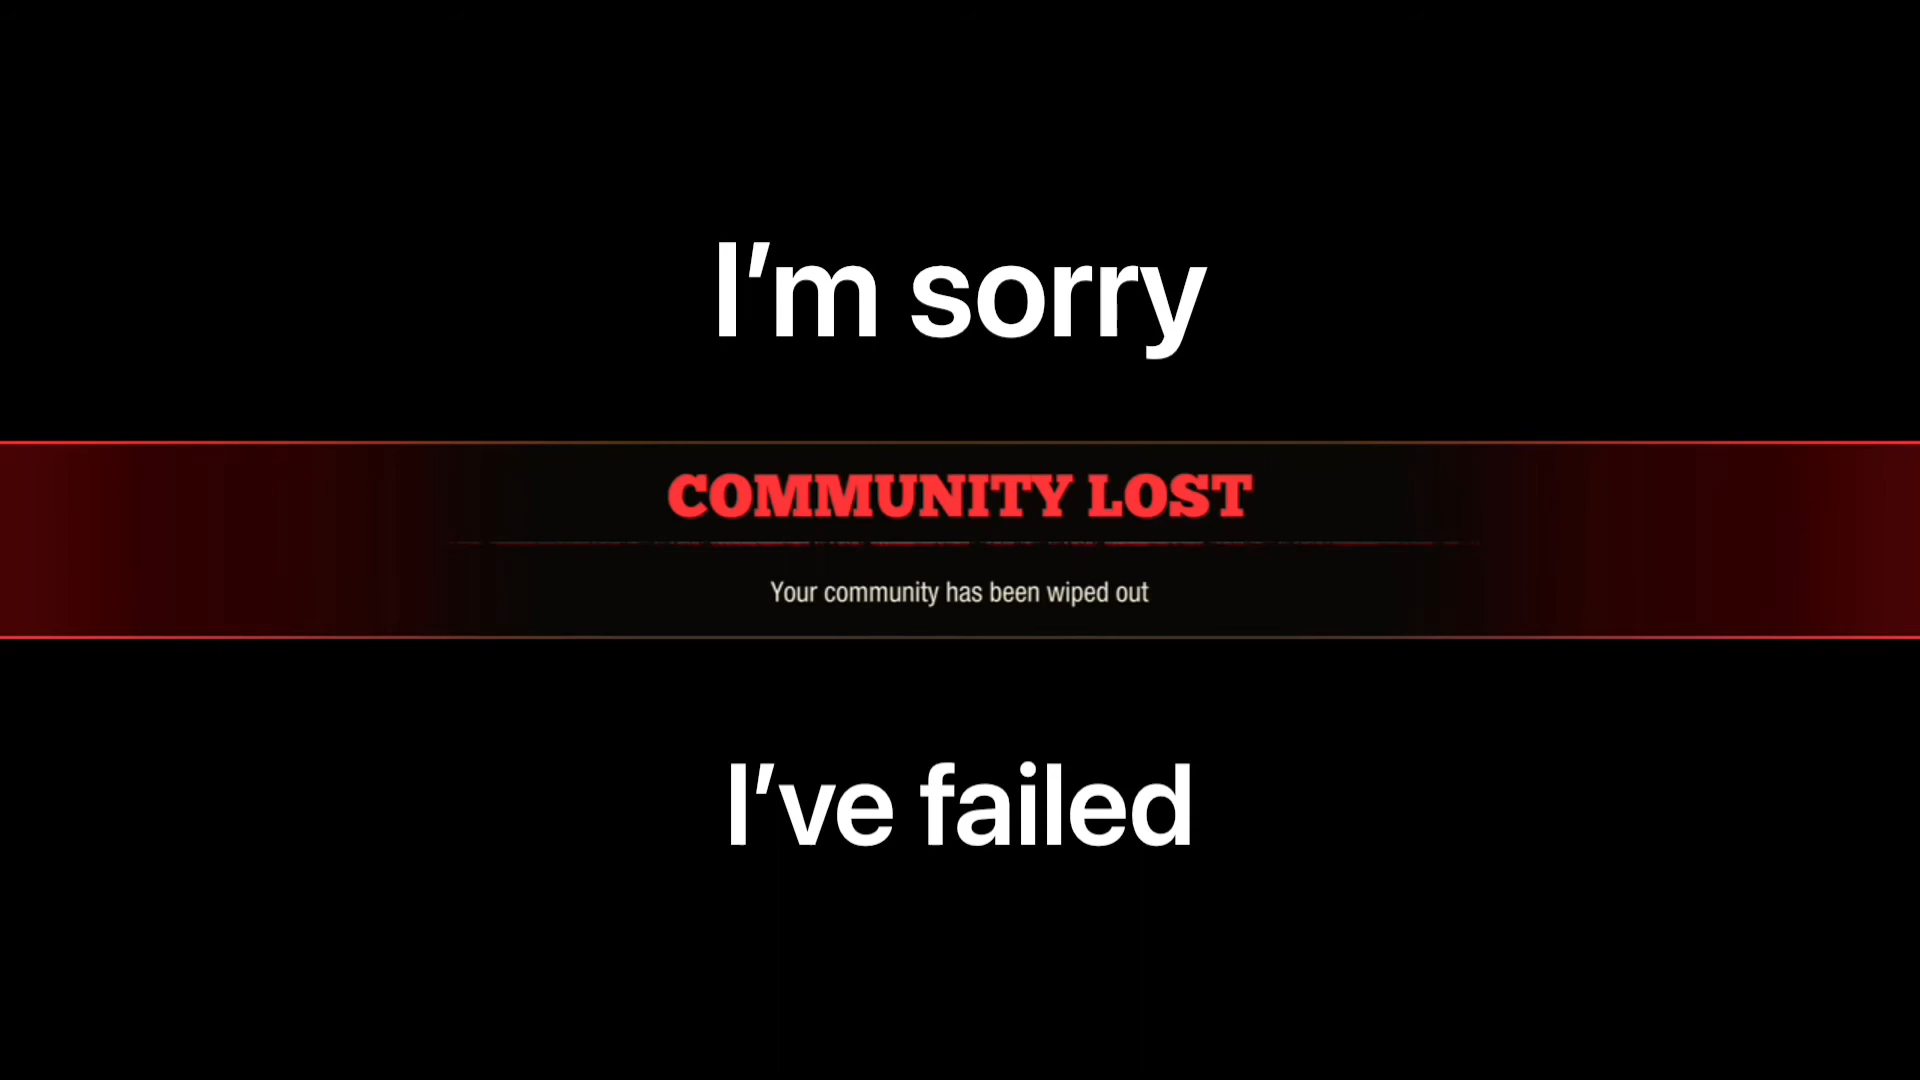 I’m sorry
COMMUNITY LOST
Your community has been wiped out
I’ve failed